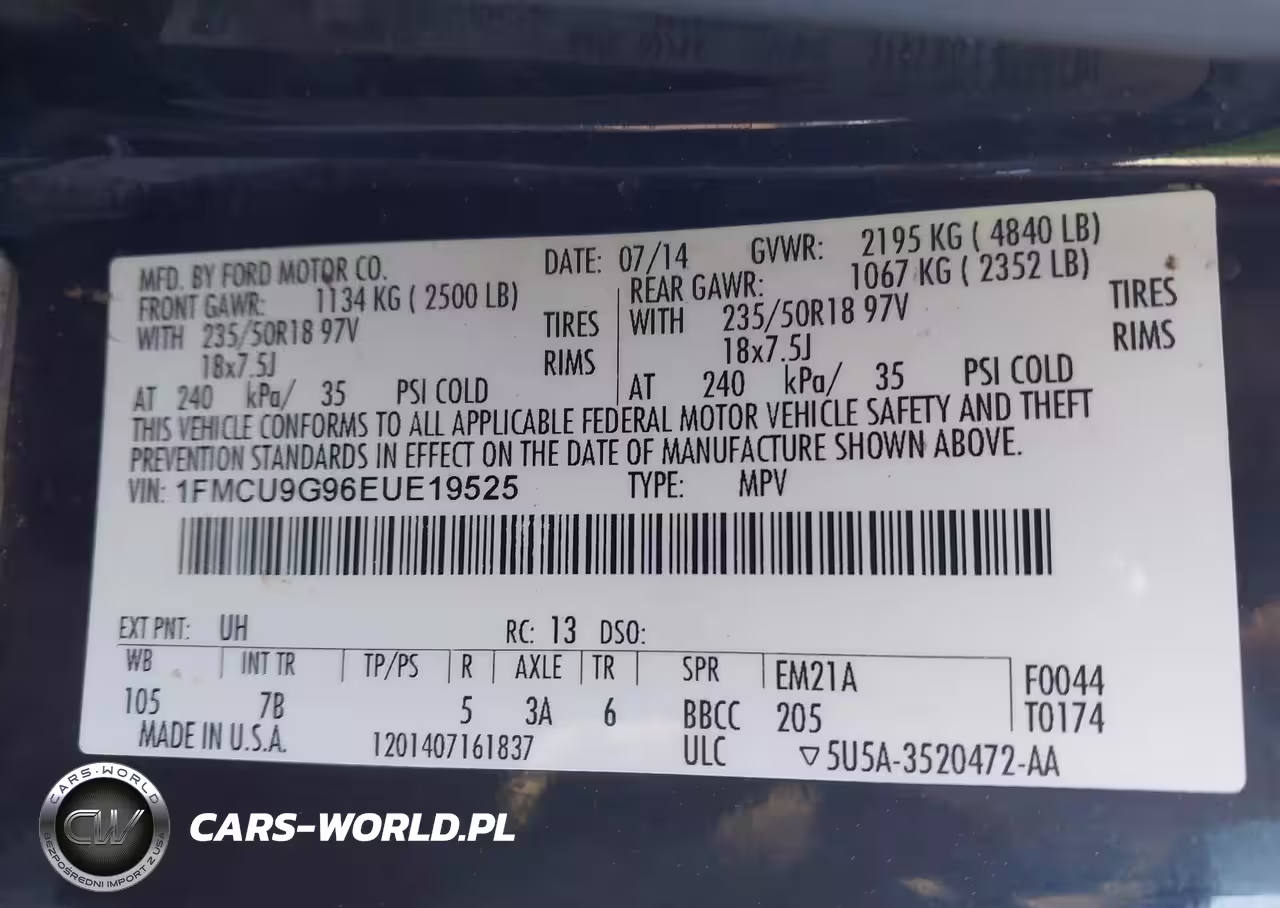 MFD. BY FORD MOTOR CO. DATE: 07/14 GVWR: 2195 KG ( 4840 LB)
FRONT GAWR: 1134 KG ( 2500 LB) REAR GAWR: 1067 KG ( 2352 LB)
WITH 235/50R18 97V TIRES WITH 235/50R18 97V TIRES
18x7.5J RIMS 18x7.5J RIMS
AT 240 kPa/ 35 PSI COLD AT 240 kPa/ 35 PSI COLD
THIS VEHICLE CONFORMS TO ALL APPLICABLE FEDERAL MOTOR VEHICLE SAFETY AND THEFT
PREVENTION STANDARDS IN EFFECT ON THE DATE OF MANUFACTURE SHOWN ABOVE.
VIN: 1FMCU9G96EUE19525 TYPE: MPV
EXT PNT: UH RC: 13 DSO:
WB INT TR TP/PS R AXLE TR SPR EM21A F0044
105 7B 5 3A 6 BBCC 205 T0174
MADE IN U.S.A. 1201407161837 ULC ▽5U5A-3520472-AA
CARS-WORLD
CW
BEZPOŚREDNI IMPORT Z USA
CARS-WORLD.PL